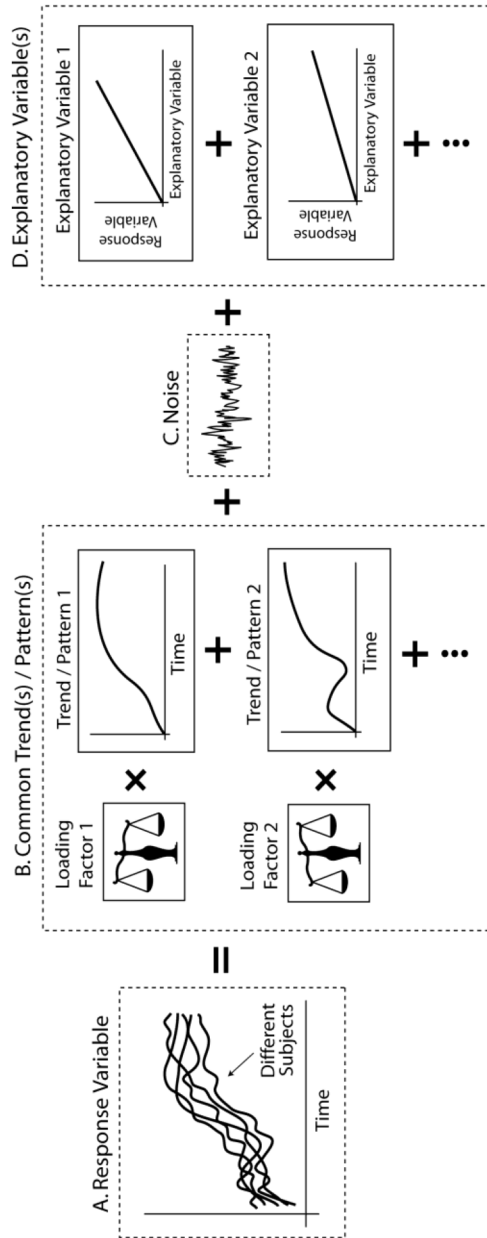 A. Response Variable
Different
Subjects
Time
=
B. Common Trend(s) / Pattern(s)
Loading
Factor 1
×
Trend / Pattern 1
Time
+
Loading
Factor 2
×
Trend / Pattern 2
Time
+
...
+
C. Noise
+
D. Explanatory Variable(s)
Explanatory Variable 1
Response
Variable
Explanatory Variable
+
Explanatory Variable 2
Response
Variable
Explanatory Variable
+
...